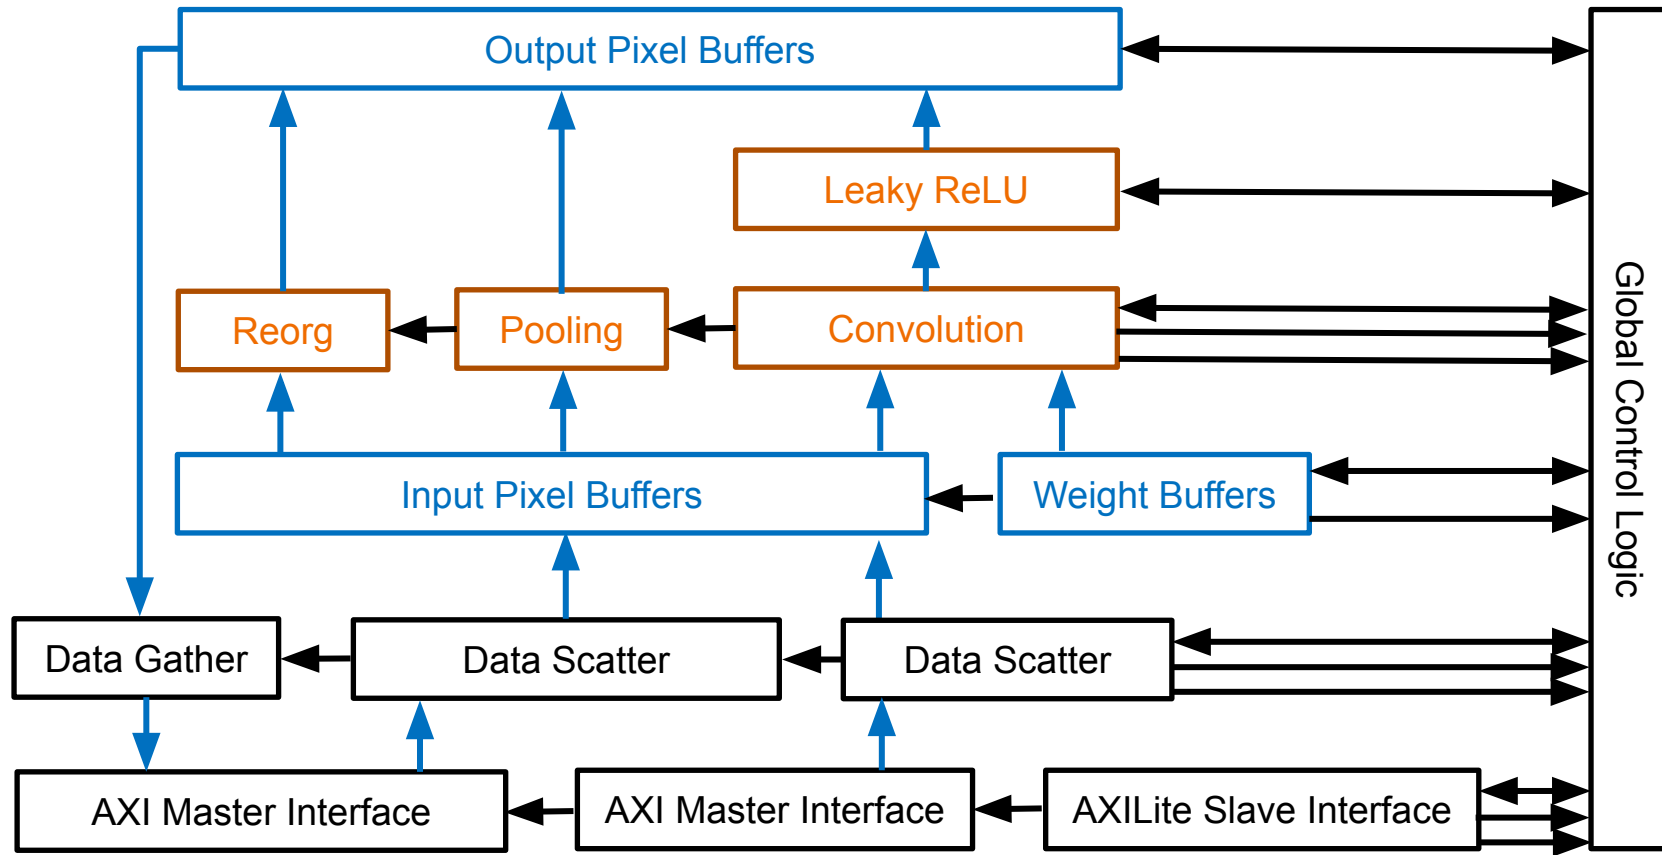 Output Pixel Buffers
Leaky ReLU
Reorg
Pooling
Convolution
Input Pixel Buffers
Weight Buffers
Data Gather
Data Scatter
Data Scatter
AXI Master Interface
AXI Master Interface
AXILite Slave Interface
Global Control Logic